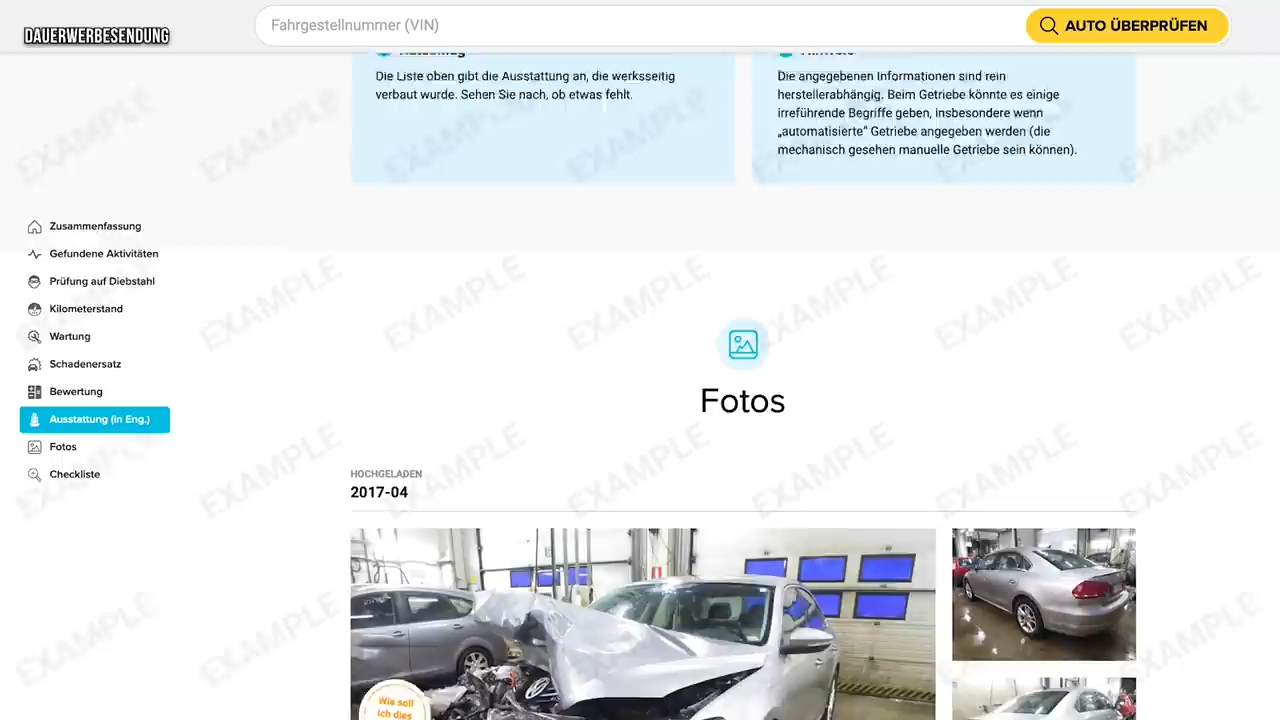 DAUERWERBESENDUNG
Fahrgestellnummer (VIN)
AUTO ÜBERPRÜFEN
Die Liste oben gibt die Ausstattung an, die werksseitig
verbaut wurde. Sehen Sie nach, ob etwas fehlt.
Die angegebenen Informationen sind rein
herstellerabhängig. Beim Getriebe könnte es einige
irreführende Begriffe geben, insbesondere wenn
„automatisierte“ Getriebe angegeben werden (die
mechanisch gesehen manuelle Getriebe sein können).
Zusammenfassung
Gefundene Aktivitäten
Prüfung auf Diebstahl
Kilometerstand
Wartung
Schadenersatz
Bewertung
Ausstattung (in Eng.)
Fotos
Checkliste
Fotos
HOCHGELADEN
2017-04
Wie soll
ich dies
EXAMPLE